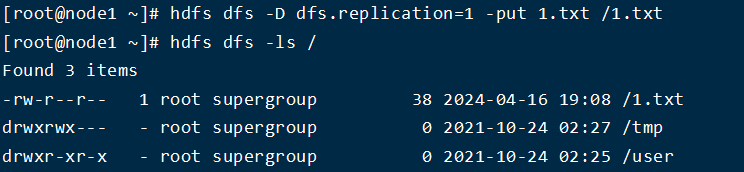 [root@node1 ~]# hdfs dfs -D dfs.replication=1 -put 1.txt /1.txt
[root@node1 ~]# hdfs dfs -ls /
Found 3 items
-rw-r--r--   1 root supergroup         38 2024-04-16 19:08 /1.txt
drwxrwx---   - root supergroup          0 2021-10-24 02:27 /tmp
drwxr-xr-x   - root supergroup          0 2021-10-24 02:25 /user